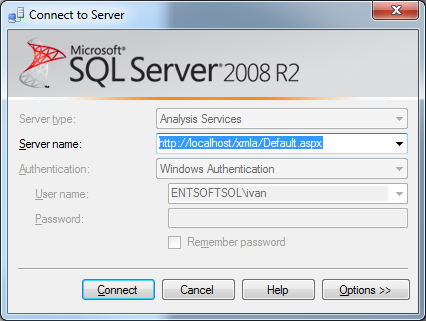 Connect to Server
Microsoft®
SQL Server® 2008 R2
Server type: Analysis Services
Server name: http://localhost/xmla/Default.aspx
Authentication: Windows Authentication
User name: ENTSOFTSOL\ivan
Password:
Remember password
Connect Cancel Help Options >>